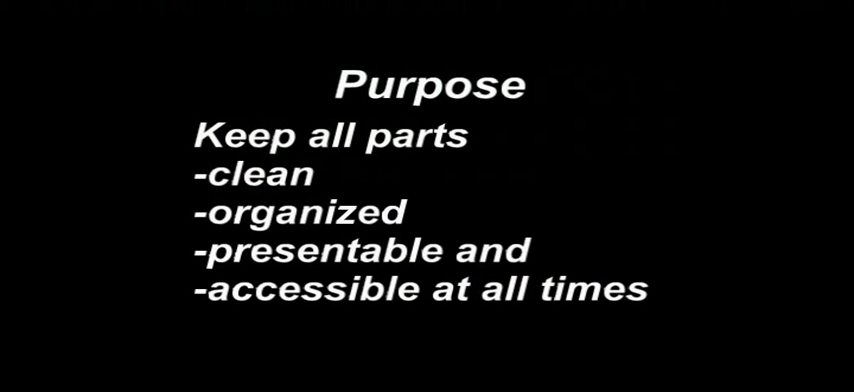 Purpose
Keep all parts
-clean
-organized
-presentable and
-accessible at all times